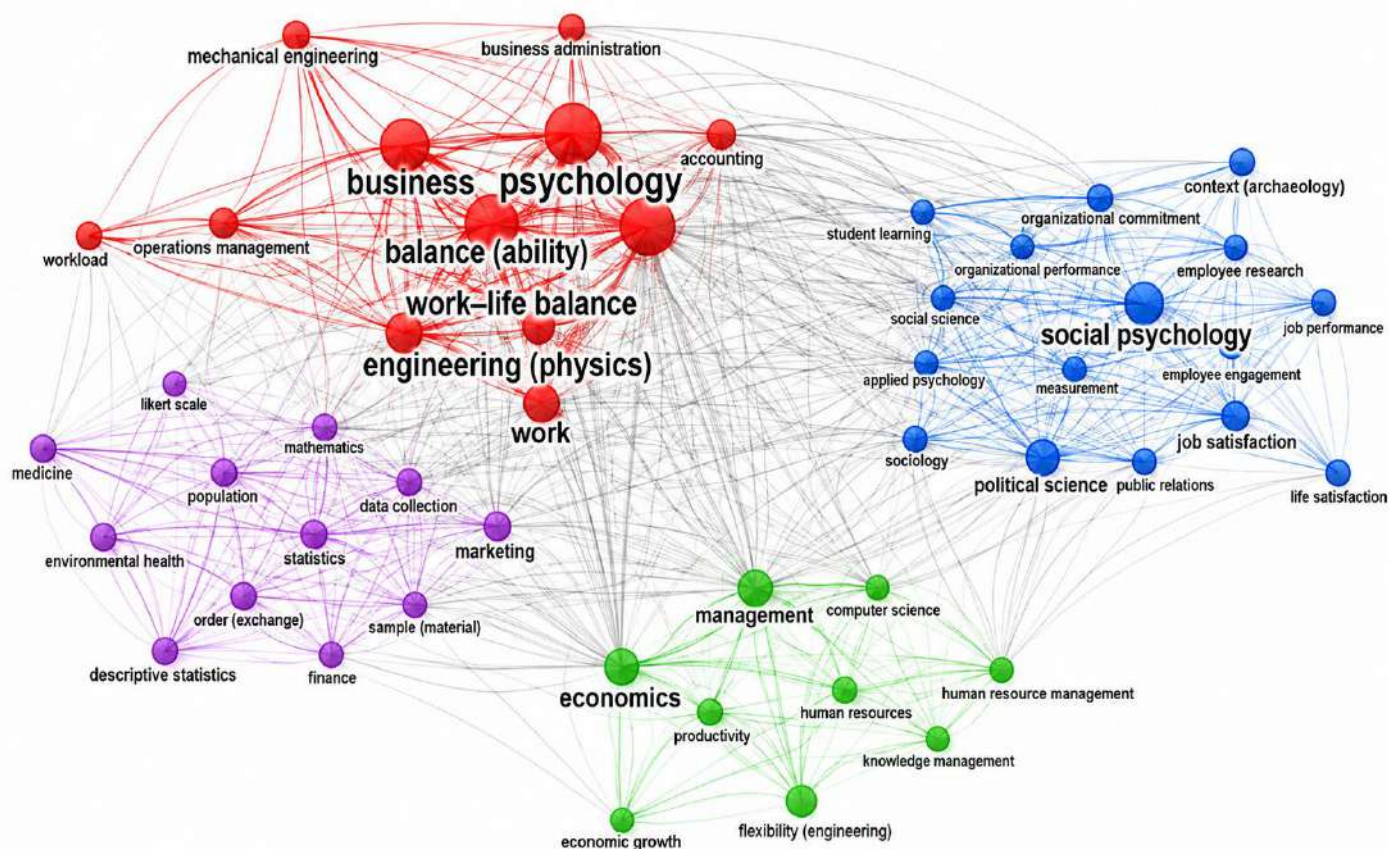 mechanical engineering
business administration
business
psychology
accounting
workload
operations management
balance (ability)
work–life balance
engineering (physics)
work
context (archaeology)
organizational commitment
student learning
organizational performance
employee research
social science
social psychology
job performance
applied psychology
measurement
employee engagement
sociology
job satisfaction
political science
public relations
life satisfaction
likert scale
mathematics
medicine
population
data collection
environmental health
statistics
marketing
order (exchange)
sample (material)
descriptive statistics
finance
management
computer science
economics
human resources
human resource management
productivity
knowledge management
economic growth
flexibility (engineering)